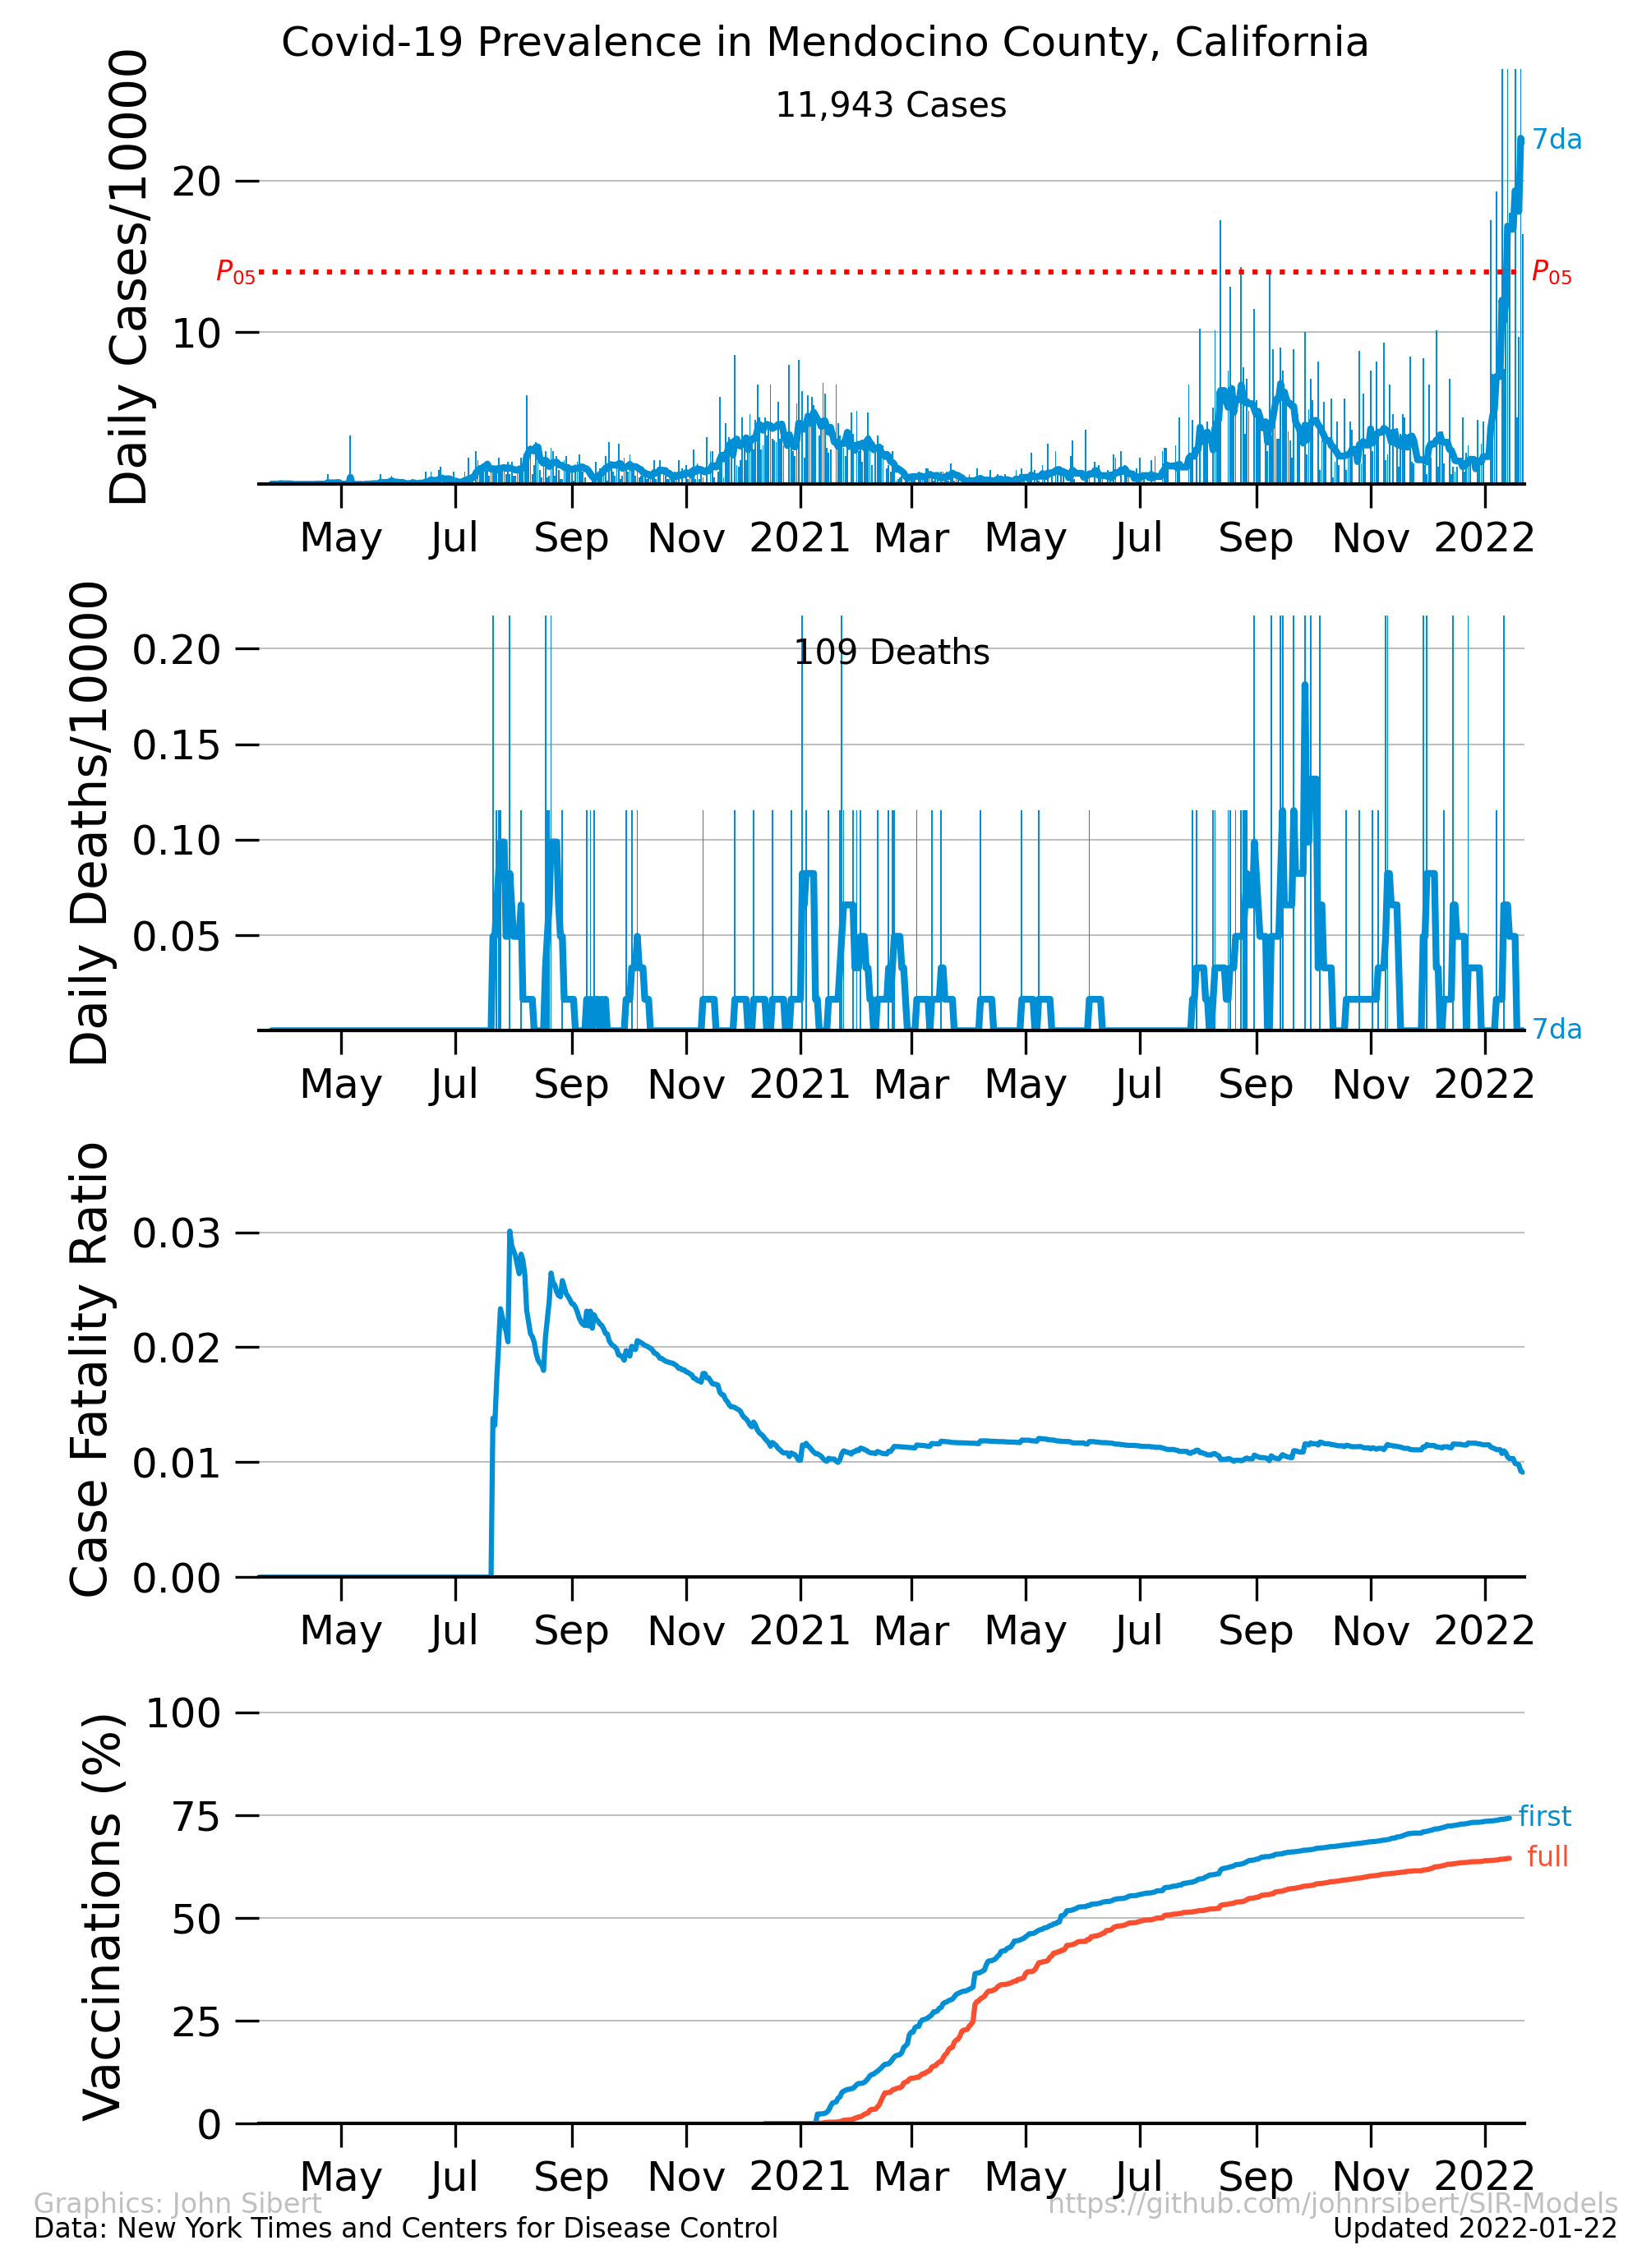 Covid-19 Prevalence in Mendocino County, California
11,943 Cases
Daily Cases/10000
20
10
P05
P05
7da
May Jul Sep Nov 2021 Mar May Jul Sep Nov 2022
109 Deaths
Daily Deaths/10000
0.20
0.15
0.10
0.05
7da
May Jul Sep Nov 2021 Mar May Jul Sep Nov 2022
Case Fatality Ratio
0.03
0.02
0.01
0.00
May Jul Sep Nov 2021 Mar May Jul Sep Nov 2022
Vaccinations (%)
100
75
50
25
0
first
full
May Jul Sep Nov 2021 Mar May Jul Sep Nov 2022
Graphics: John Sibert
https://github.com/johnrsibert/SIR-Models
Data: New York Times and Centers for Disease Control
Updated 2022-01-22